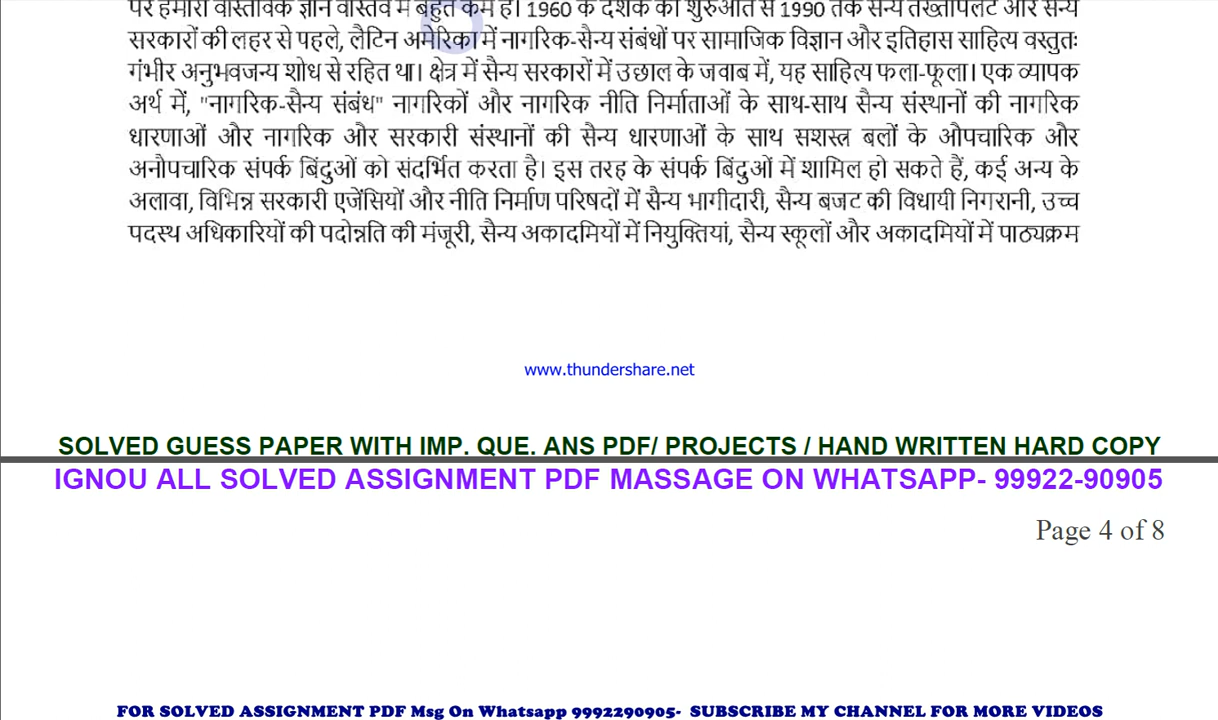 पर हमारा वास्तविक ज्ञान वास्तव में बहुत कम है। 1960 के दशक की शुरुआत से 1990 तक सैन्य तख्तापलट और सैन्य
सरकारों की लहर से पहले, लैटिन अमेरिका में नागरिक-सैन्य संबंधों पर सामाजिक विज्ञान और इतिहास साहित्य वस्तुतः
गंभीर अनुभवजन्य शोध से रहित था। क्षेत्र में सैन्य सरकारों में उछाल के जवाब में, यह साहित्य फला-फूला। एक व्यापक
अर्थ में, "नागरिक-सैन्य संबंध" नागरिकों और नागरिक नीति निर्माताओं के साथ-साथ सैन्य संस्थानों की नागरिक
धारणाओं और नागरिक और सरकारी संस्थानों की सैन्य धारणाओं के साथ सशस्त्र बलों के औपचारिक और
अनौपचारिक संपर्क बिंदुओं को संदर्भित करता है। इस तरह के संपर्क बिंदुओं में शामिल हो सकते हैं, कई अन्य के
अलावा, विभिन्न सरकारी एजेंसियों और नीति निर्माण परिषदों में सैन्य भागीदारी, सैन्य बजट की विधायी निगरानी, उच्च
पदस्थ अधिकारियों की पदोन्नति की मंजूरी, सैन्य अकादमियों में नियुक्तियां, सैन्य स्कूलों और अकादमियों में पाठ्यक्रम
www.thundershare.net
SOLVED GUESS PAPER WITH IMP. QUE. ANS PDF/ PROJECTS / HAND WRITTEN HARD COPY
IGNOU ALL SOLVED ASSIGNMENT PDF MASSAGE ON WHATSAPP- 99922-90905
Page 4 of 8
FOR SOLVED ASSIGNMENT PDF Msg On Whatsapp 9992290905- SUBSCRIBE MY CHANNEL FOR MORE VIDEOS